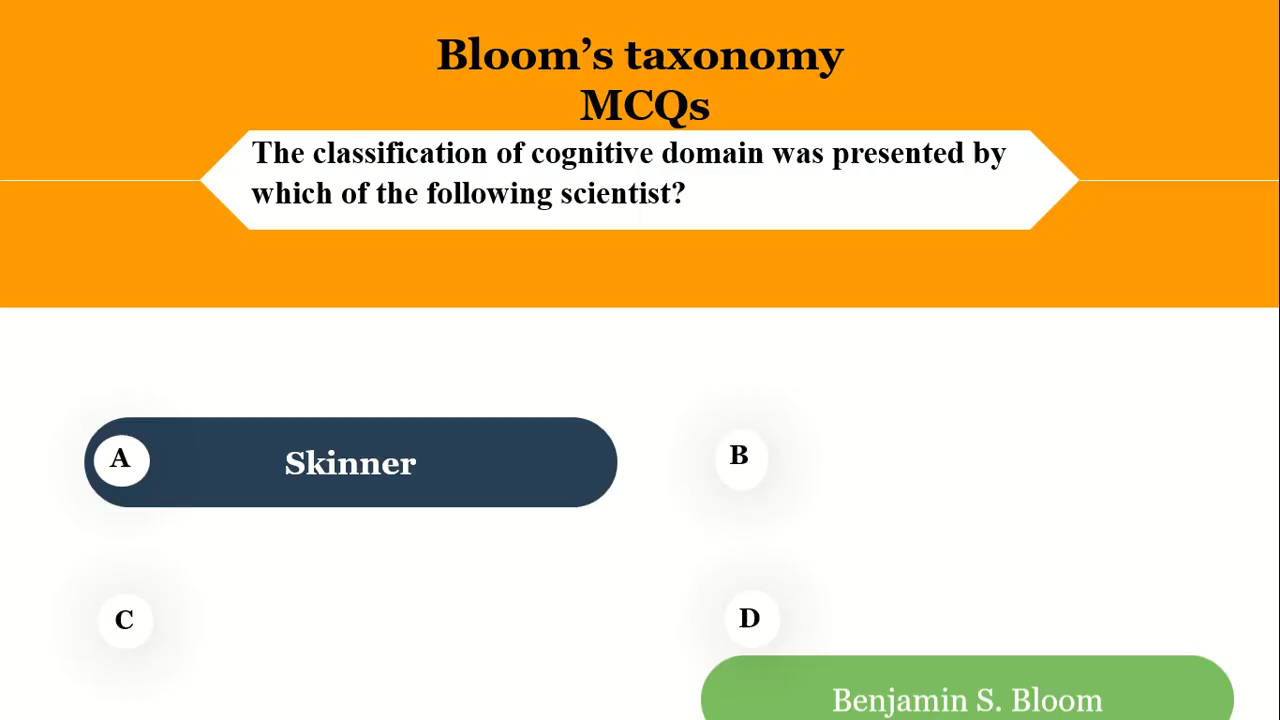 Bloom’s taxonomy
MCQs
The classification of cognitive domain was presented by
which of the following scientist?
A Skinner
B
C
D
Benjamin S. Bloom